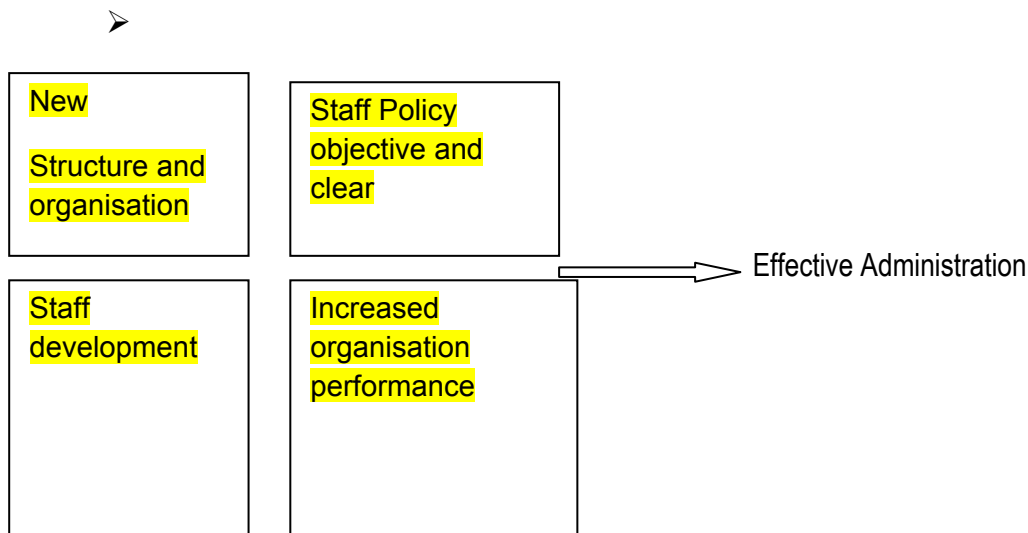 ➢
New
Structure and
organisation
Staff Policy
objective and
clear
Effective Administration
Staff
development
Increased
organisation
performance